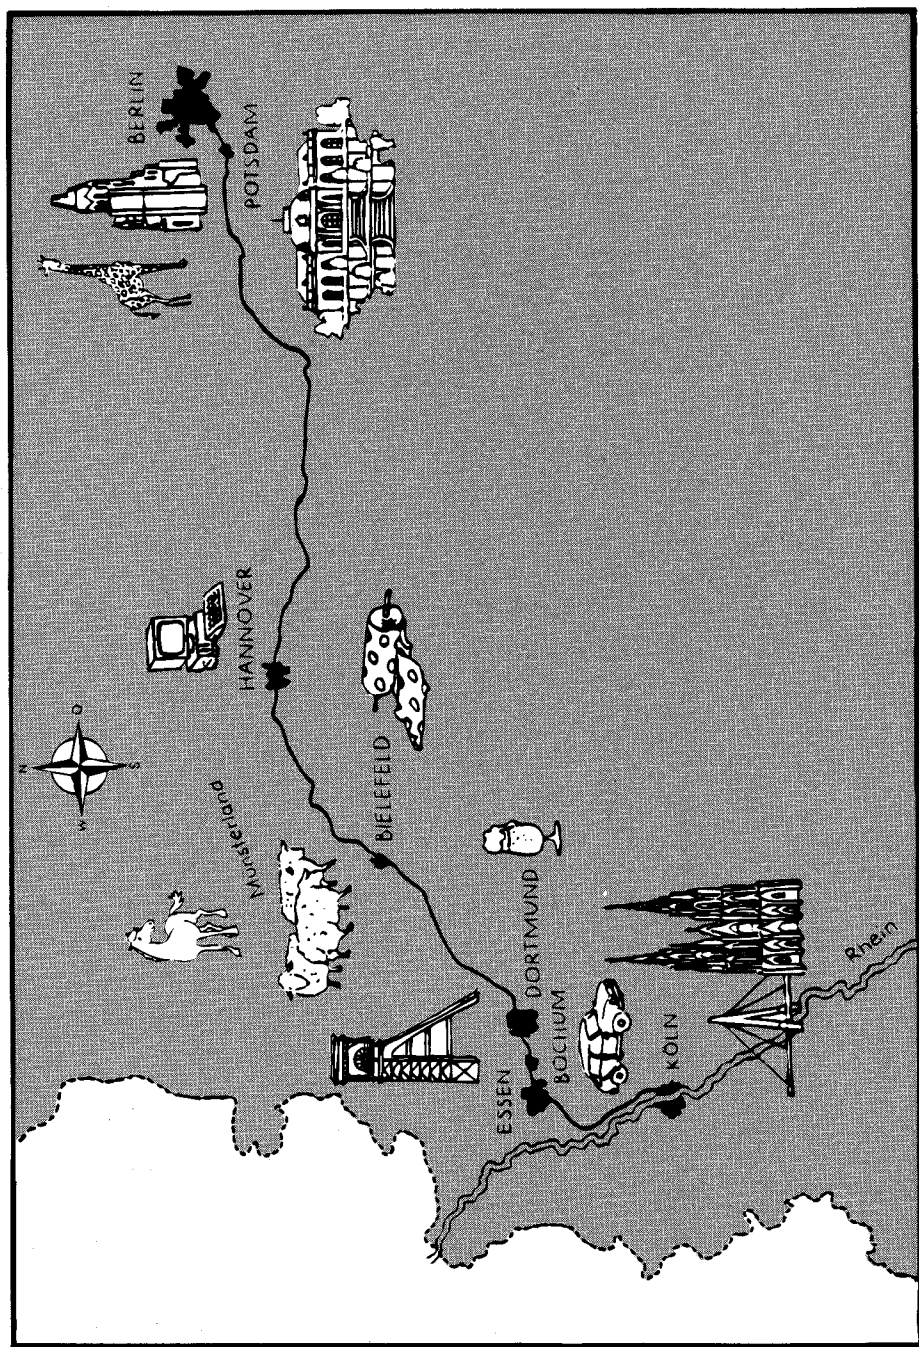 N
W
O
S
BERLIN
Münsterland
HANNOVER
POTSDAM
BIELEFELD
ESSEN
DORTMUND
BOCHUM
KÖLN
Rhein